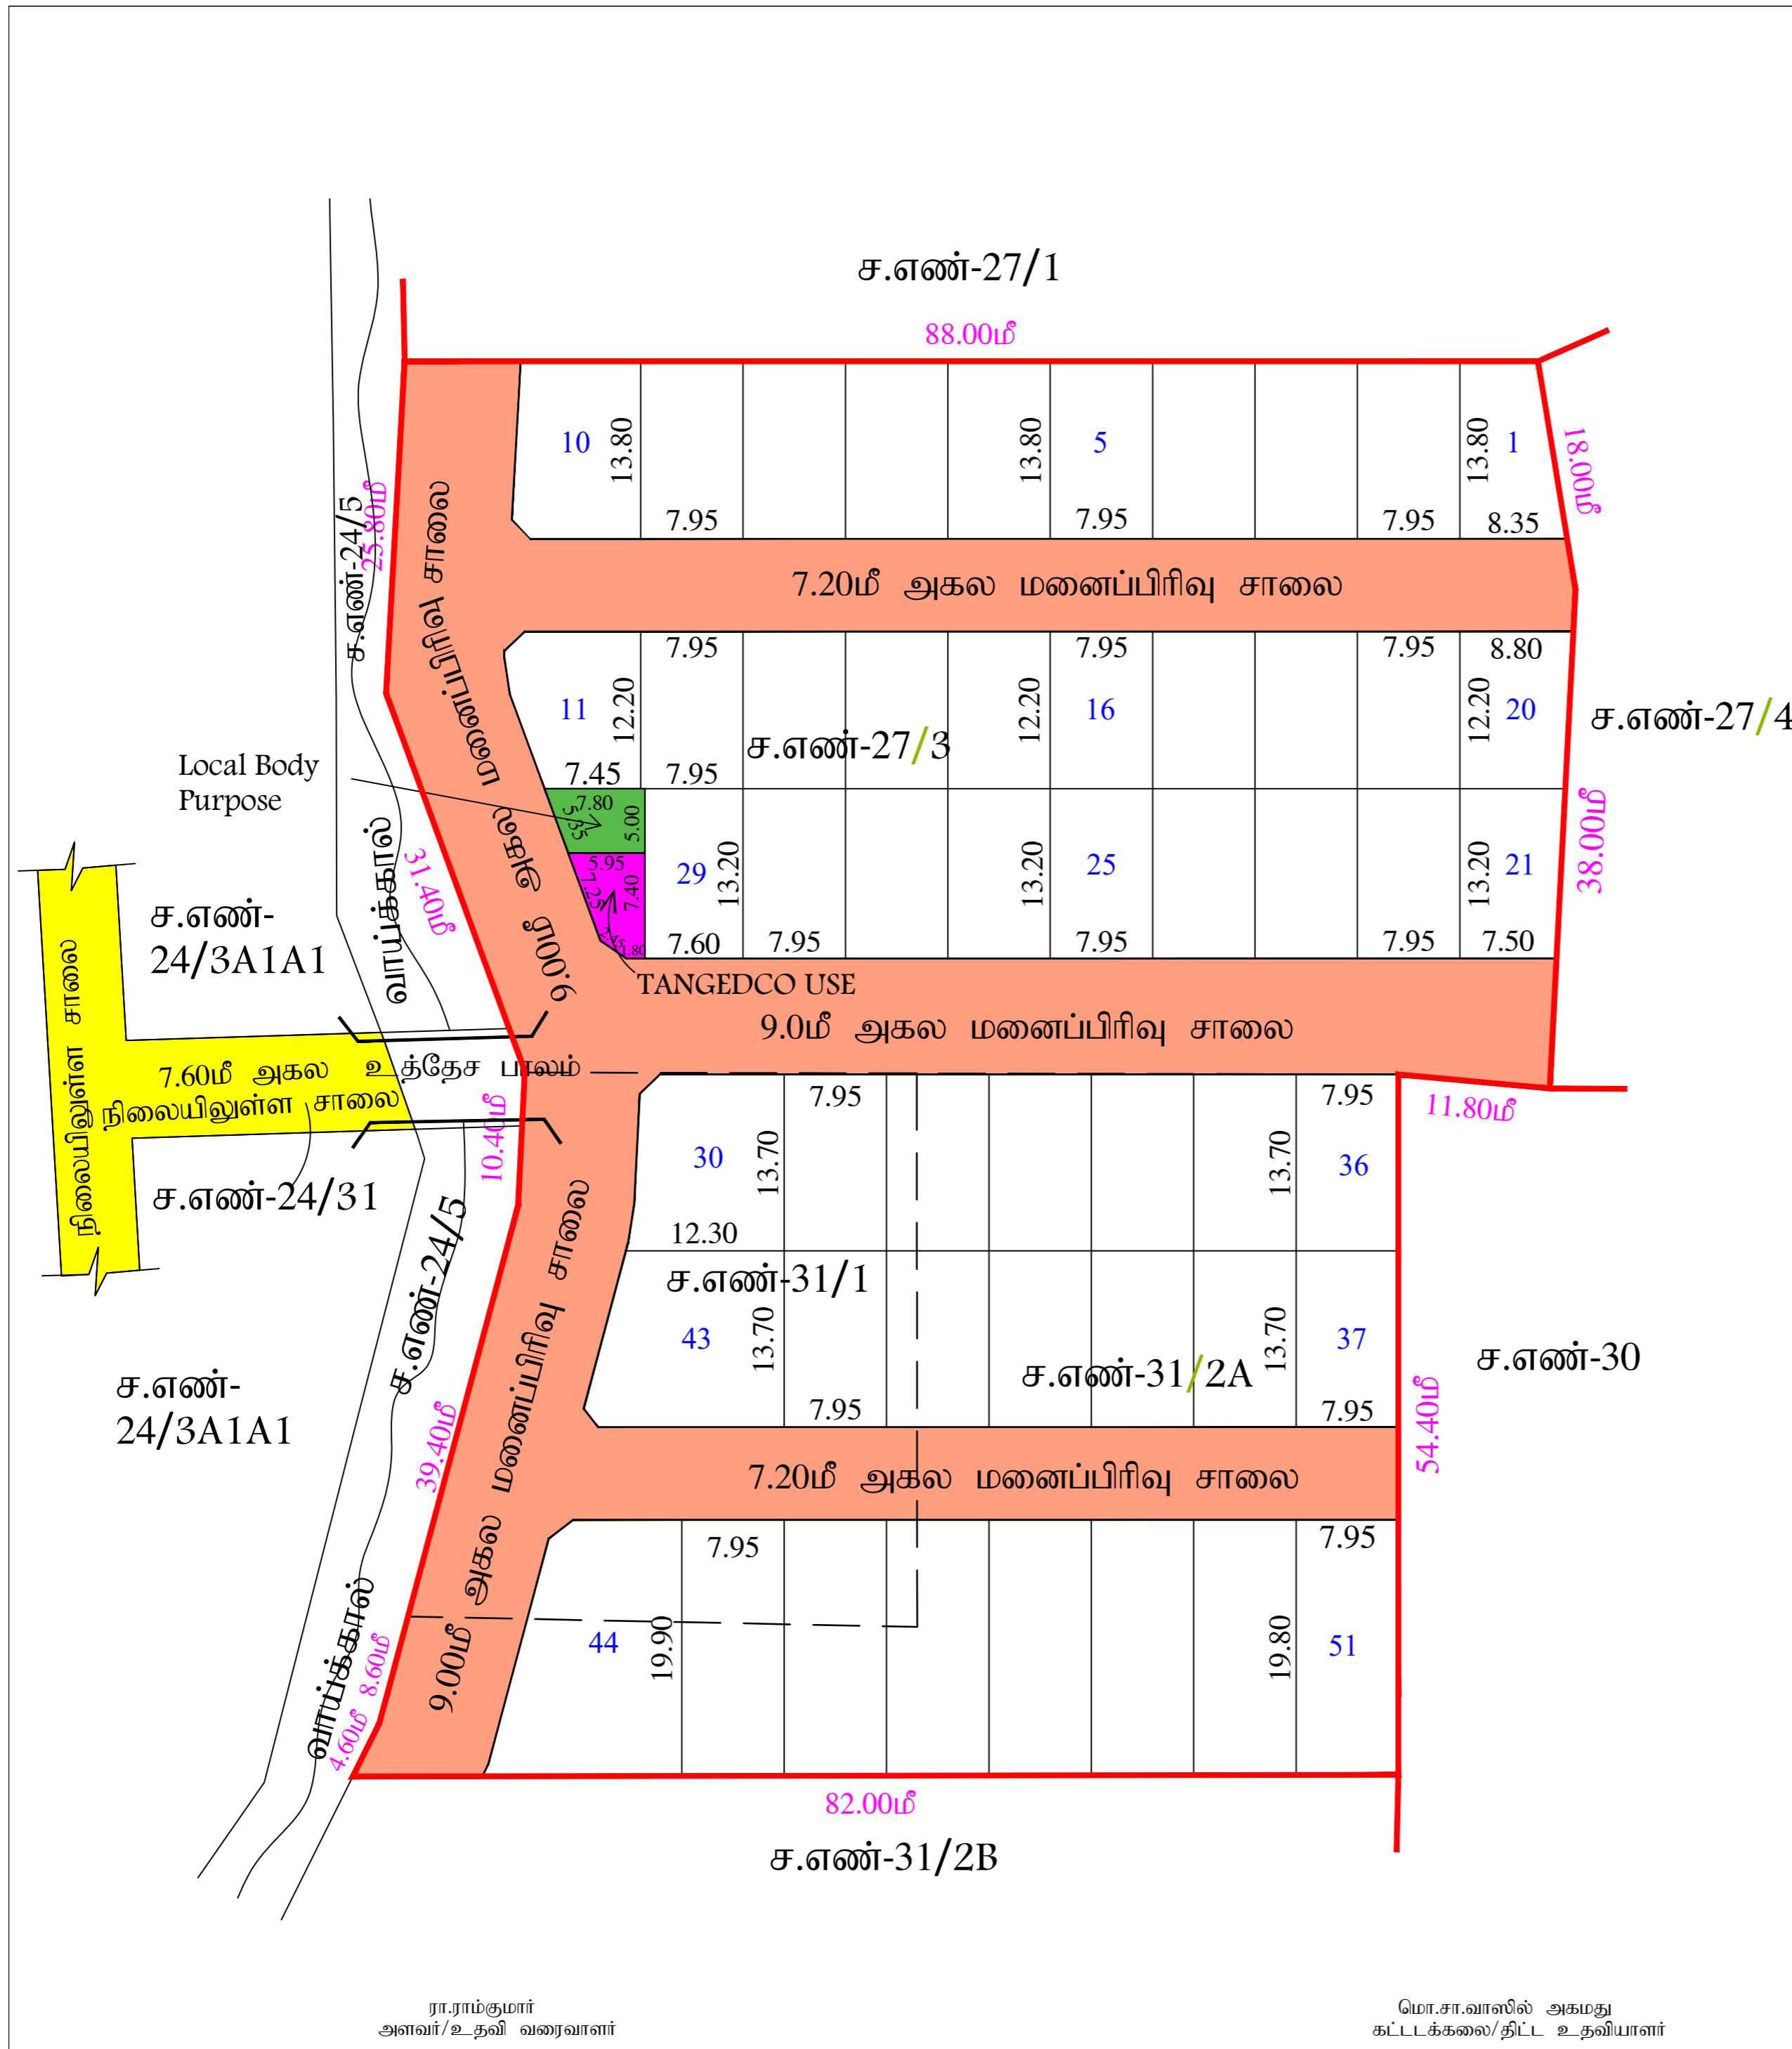 ச.எண்-27/1
88.00மீ
18.00மீ
10
13.80
13.80
5
13.80
1
7.95
7.95
7.95
8.35
ச.எண்-24/5
25.80மீ
7.20மீ அகல மனைப்பிரிவு சாலை
9.00மீ அகல மனைப்பிரிவு சாலை
7.95
7.95
7.95
8.80
11
12.20
12.20
16
12.20
20
ச.எண்-27/3
ச.எண்-27/4
7.45
7.95
Local Body
Purpose
7.80
5.35
5.00
5.95
7.25
7.40
2.45
1.80
29
13.20
13.20
25
13.20
21
38.00மீ
7.60
7.95
7.95
7.95
7.50
TANGEDCO USE
31.40மீ
வாய்க்கால்
ச.எண்-
24/3A1A1
நிலையிலுள்ள சாலை
9.0மீ அகல மனைப்பிரிவு சாலை
7.60மீ அகல
நிலையிலுள்ள சாலை
உத்தேச பாலம்
10.40மீ
7.95
7.95
11.80மீ
30
13.70
13.70
36
ச.எண்-24/31
12.30
ச.எண்-24/5
ச.எண்-31/1
43
13.70
13.70
37
ச.எண்-31/2A
ச.எண்-30
ச.எண்-
24/3A1A1
7.95
7.95
54.40மீ
39.40மீ
9.00மீ அகல மனைப்பிரிவு சாலை
7.20மீ அகல மனைப்பிரிவு சாலை
7.95
7.95
44
19.90
19.80
51
வாய்க்கால்
8.60மீ
4.60மீ
82.00மீ
ச.எண்-31/2B
ரா.ராம்குமார்
அளவர்/உதவி வரைவாளர்
மொ.சா.வாஸில் அகமது
கட்டடக்கலை/திட்ட உதவியாளர்